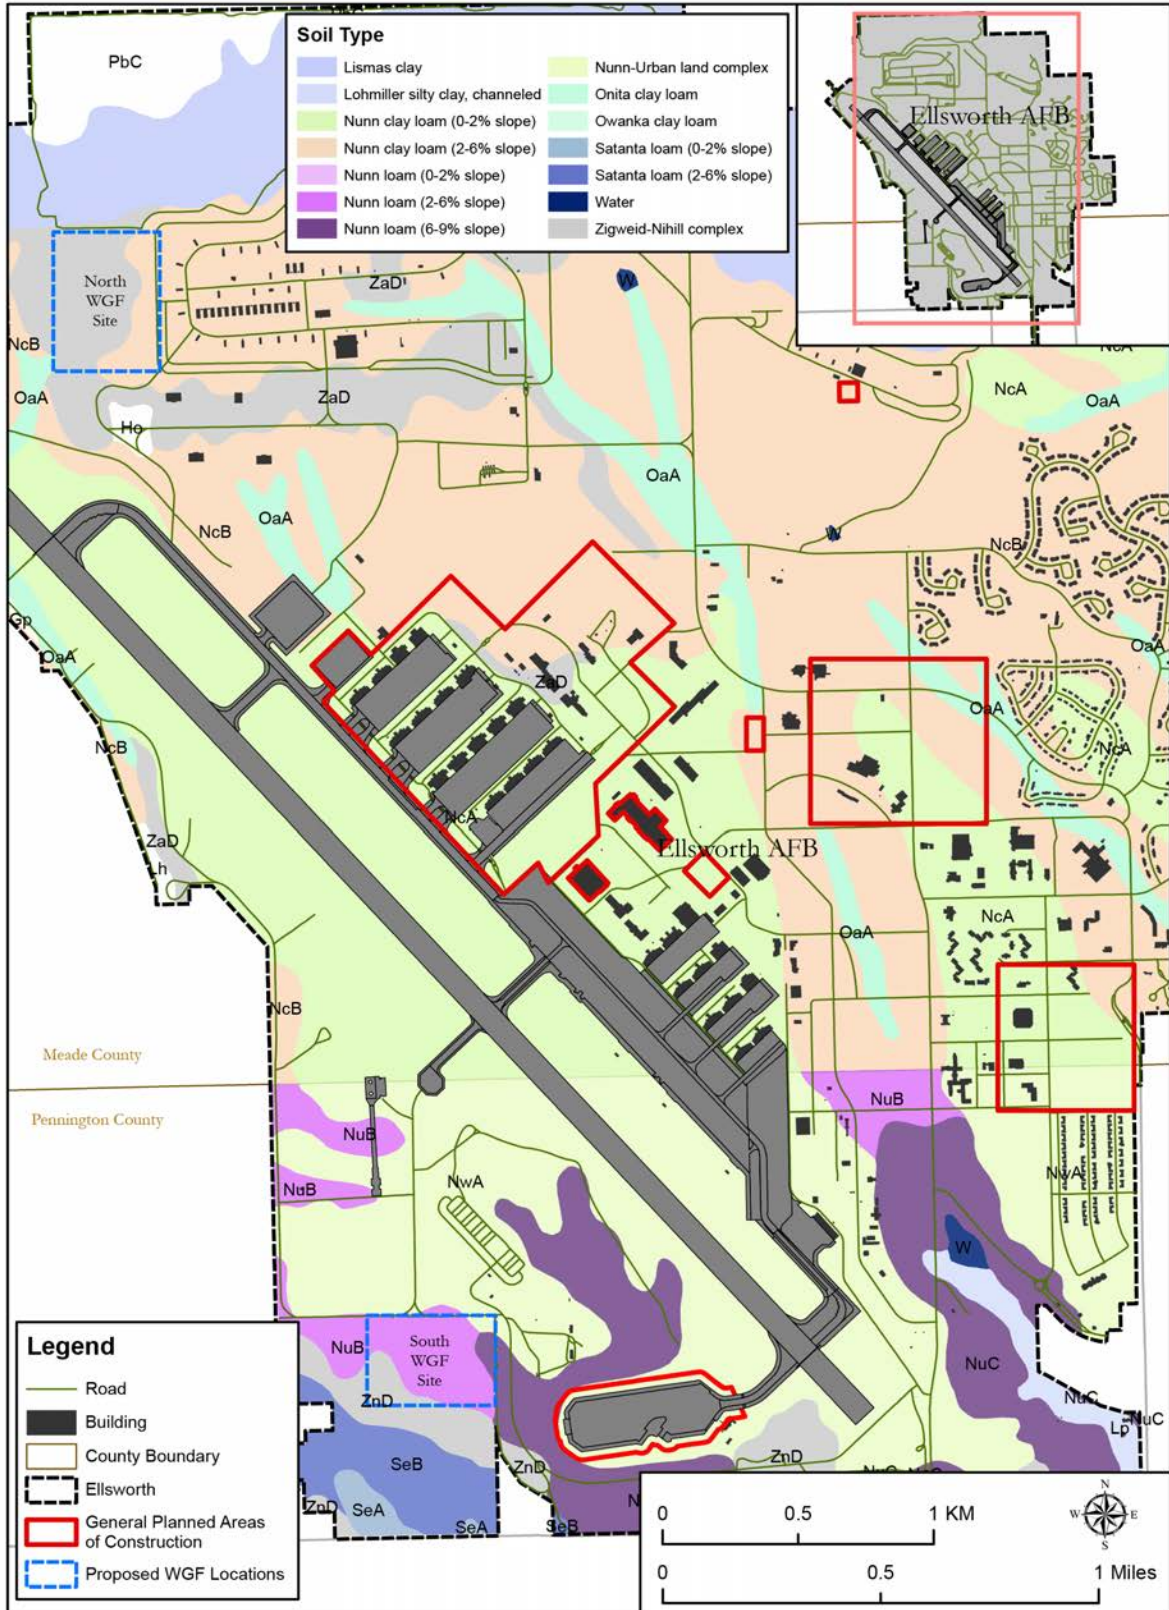 PbC
Soil Type
Lismas clay
Lohmiller silty clay, channeled
Nunn clay loam (0-2% slope)
Nunn clay loam (2-6% slope)
Nunn loam (0-2% slope)
Nunn loam (2-6% slope)
Nunn loam (6-9% slope)
Nunn-Urban land complex
Onita clay loam
Owanka clay loam
Satanta loam (0-2% slope)
Satanta loam (2-6% slope)
Water
Zigweid-Nihill complex
Ellsworth AFB
North
WGF
Site
ZaD
W
NcB
NcA
OaA
ZaD
NcA
OaA
Ho
OaA
OaA
NcB
W
NcB
Gp
OaA
OaA
ZaD
OaA
NcB
NcA
NcA
ZaD
Lh
Ellsworth AFB
OaA
NcA
NcB
Meade County
Pennington County
NuB
NuB
NuB
NwA
NwA
W
NuB
South
WGF
Site
NuC
ZnD
NuC
NuC
Lp
SeB
ZnD
ZnD
ZnD
SeA
SeA
SeB
Legend
Road
Building
County Boundary
Ellsworth
General Planned Areas
of Construction
Proposed WGF Locations
0 0.5 1 KM
0 0.5 1 Miles
N
W E
S